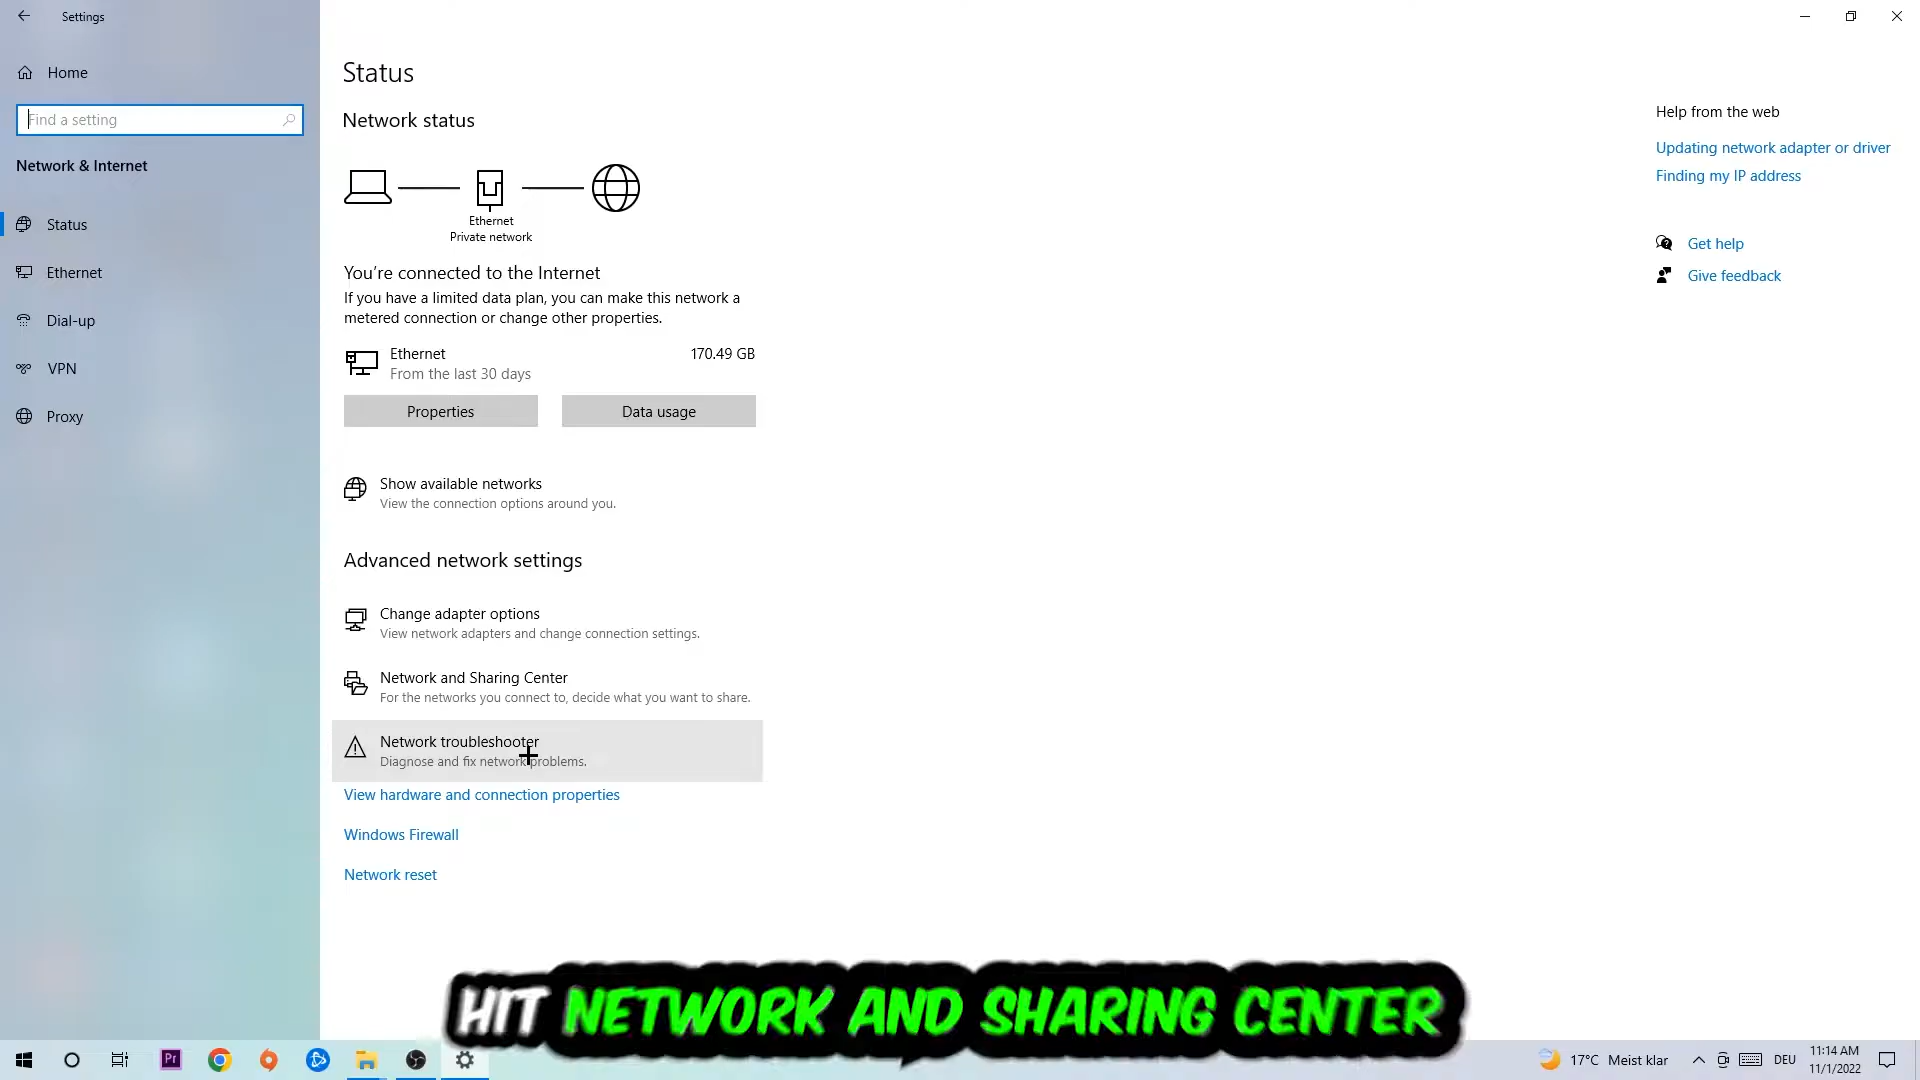 Settings
Home
Find a setting
Network & Internet
Status
Ethernet
Dial-up
VPN
Proxy
Status
Network status
Ethernet
Private network
You're connected to the Internet
If you have a limited data plan, you can make this network a
metered connection or change other properties.
Ethernet 170.49 GB
From the last 30 days
Properties Data usage
Show available networks
View the connection options around you.
Advanced network settings
Change adapter options
View network adapters and change connection settings.
Network and Sharing Center
For the networks you connect to, decide what you want to share.
Network troubleshooter
Diagnose and fix network problems.
View hardware and connection properties
Windows Firewall
Network reset
Help from the web
Updating network adapter or driver
Finding my IP address
Get help
Give feedback
HIT NETWORK AND SHARING CENTER
Pr
17°C Meist klar
DEU
11:14 AM
11/1/2022